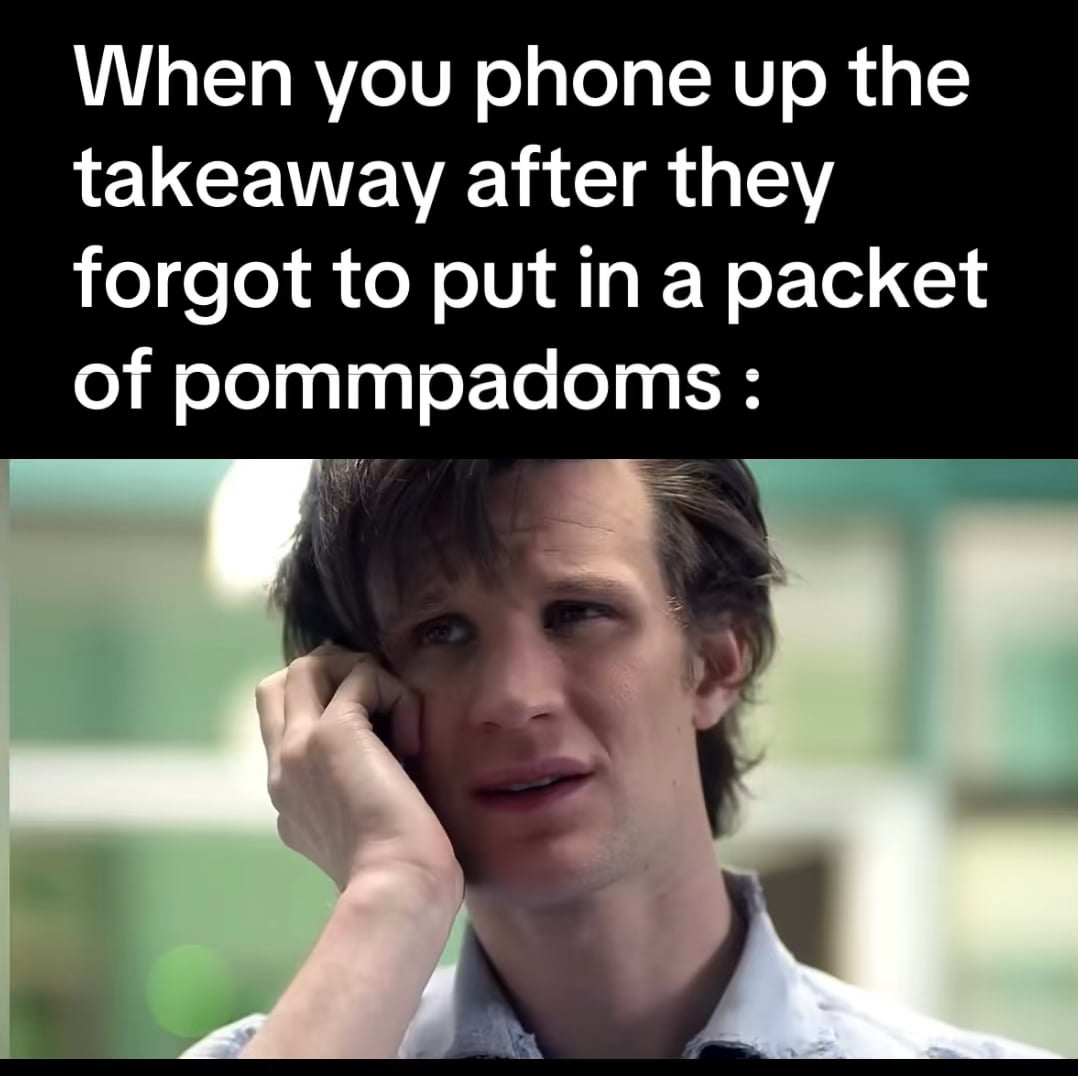 When you phone up the
takeaway after they
forgot to put in a packet
of pommpadoms :